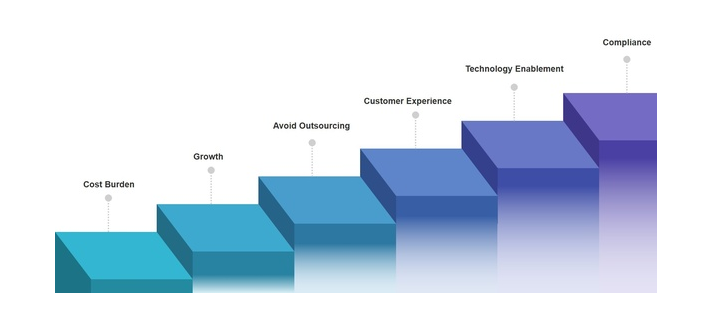 Compliance
Technology Enablement
Customer Experience
Avoid Outsourcing
Growth
Cost Burden